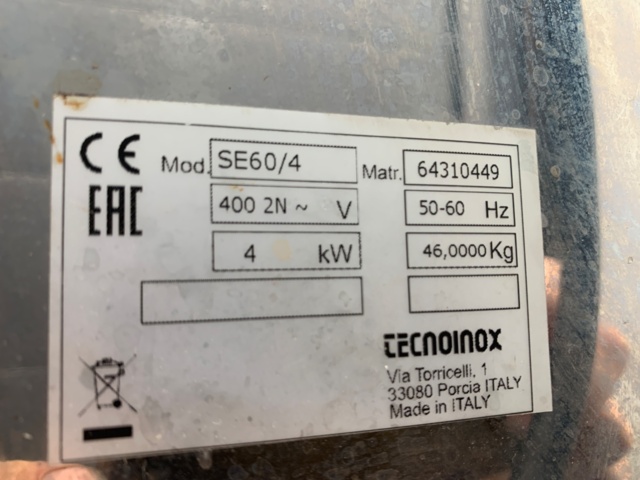 CE Mod. SE60/4 Matr. 64310449
EAC 400 2N ~ V 50-60 Hz
4 kW 46,0000 Kg
TECNOINOX
Via Torricelli, 1
33080 Porcia ITALY
Made in ITALY